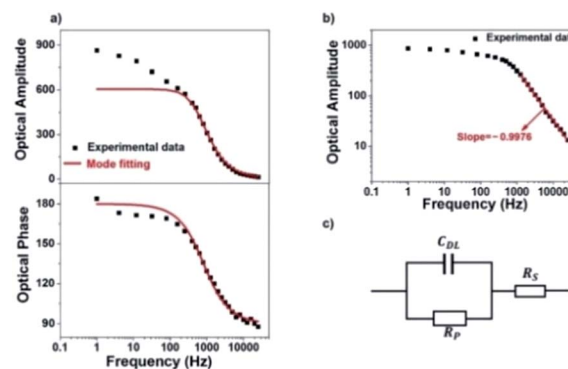 a)
Optical Amplitude
900
600
300
0
Experimental data
Mode fitting
Optical Phase
180
150
120
90
0.1 1 10 100 1000 10000
Frequency (Hz)
b)
Optical Amplitude
1000
100
10
Experimental dat
Slope=−0.9976
0.1 1 10 100 1000 10000
Frequency (Hz)
c)
C_DL
R_S
R_P